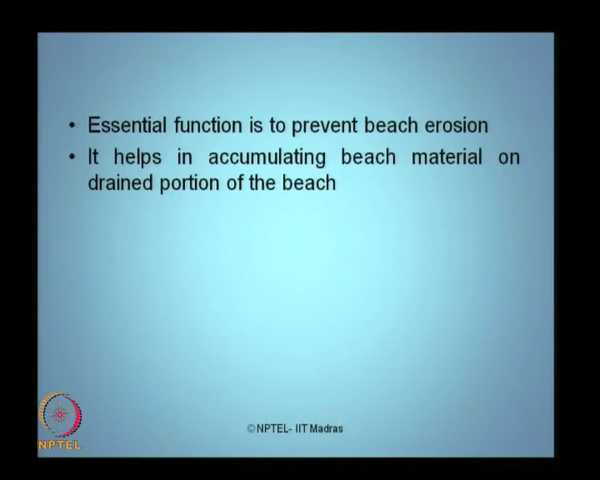 • Essential function is to prevent beach erosion
• It helps in accumulating beach material on
drained portion of the beach
©NPTEL- IIT Madras
NPTEL